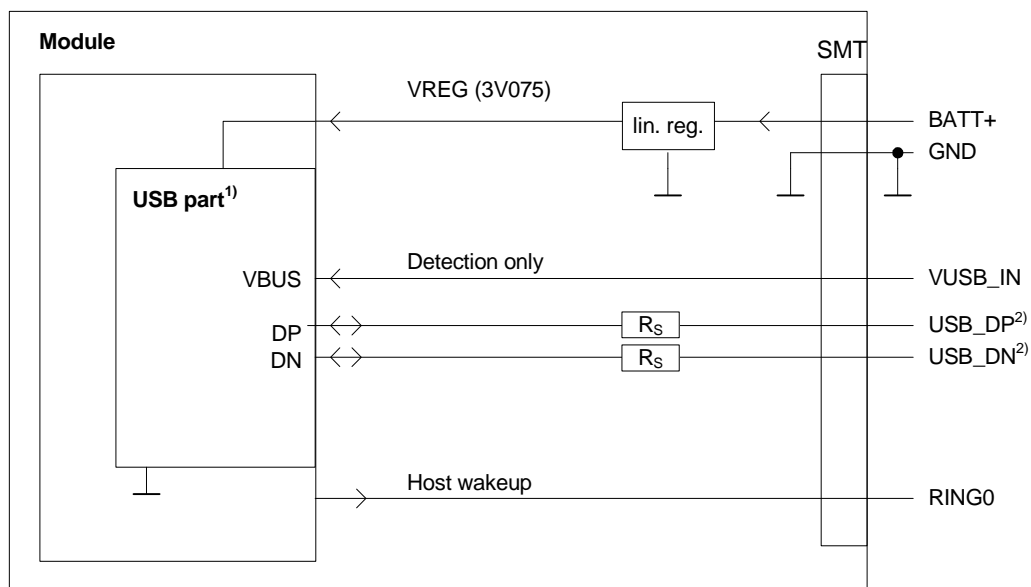 Module
SMT
VREG (3V075)
lin. reg.
BATT+
GND
USB part1)
VBUS
Detection only
VUSB_IN
DP
RS
USB_DP2)
DN
RS
USB_DN2)
Host wakeup
RING0